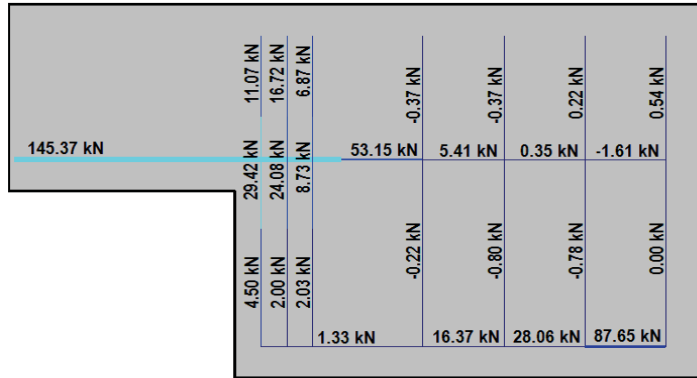 11.07 kN
16.72 kN
6.87 kN
-0.37 kN
-0.37 kN
0.22 kN
0.54 kN
145.37 kN
53.15 kN
5.41 kN
0.35 kN
-1.61 kN
29.42 kN
24.08 kN
8.73 kN
-0.22 kN
-0.80 kN
-0.78 kN
0.00 kN
4.50 kN
2.00 kN
2.03 kN
1.33 kN
16.37 kN
28.06 kN
87.65 kN